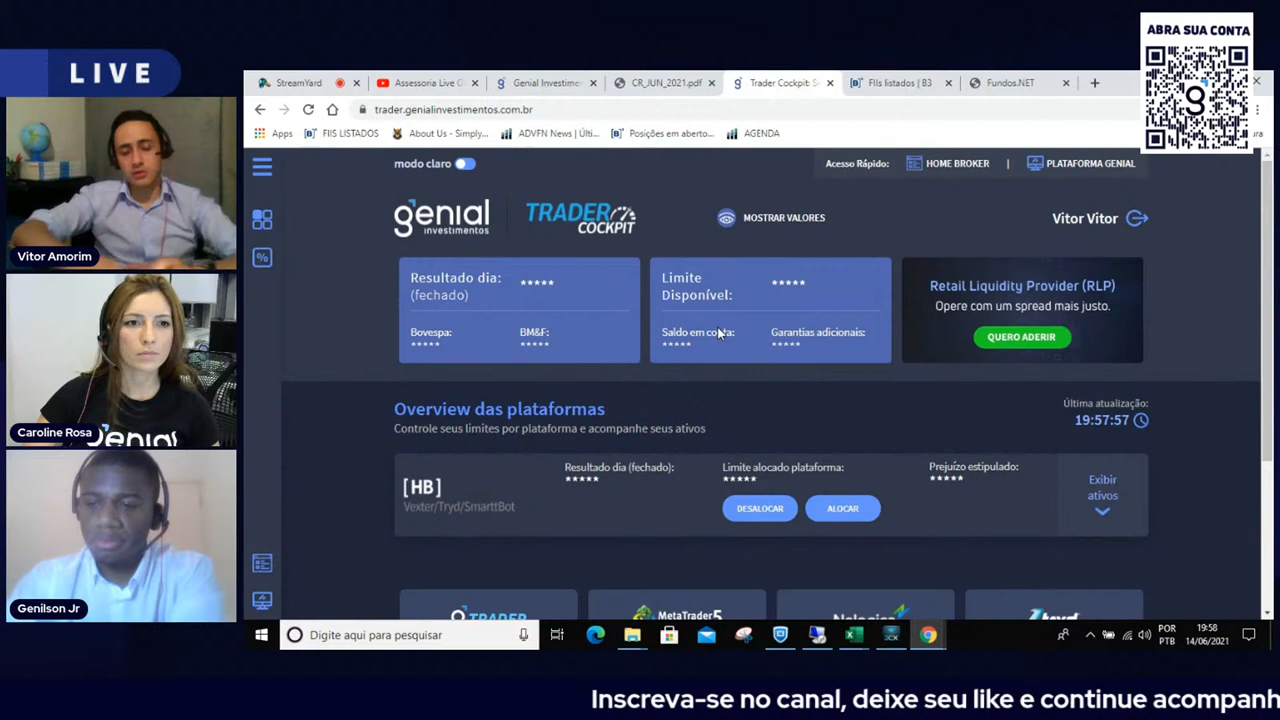 ABRA SUA CONTA
LIVE
StreamYard
Assessoria Live G
Genial Investimen
CR_JUN_2021.pdf
Trader Cockpit: S
FIIs listados | B3
Fundos.NET
trader.genialinvestimentos.com.br
Apps
FIIS LISTADOS
About Us - Simply...
ADVFN News | Últi...
Posições em aberto...
AGENDA
modo claro
Acesso Rápido:
HOME BROKER
|
PLATAFORMA GENIAL
genial
investimentos
TRADER
COCKPIT
MOSTRAR VALORES
Vitor Vitor
Resultado dia:
(fechado)
*****
Bovespa:
*****
BM&F:
*****
Limite
Disponível:
*****
Saldo em conta:
*****
Garantias adicionais:
*****
Retail Liquidity Provider (RLP)
Opere com um spread mais justo.
QUERO ADERIR
Overview das plataformas
Controle seus limites por plataforma e acompanhe seus ativos
Última atualização:
19:57:57
[HB]
Vexter/Tryd/SmarttBot
Resultado dia (fechado):
*****
Limite alocado plataforma:
*****
DESALOCAR
ALOCAR
Prejuízo estipulado:
*****
Exibir
ativos
MetaTrader5
Vitor Amorim
genial
Caroline Rosa
Genilson Jr
Digite aqui para pesquisar
POR
PTB
19:58
14/06/2021
Inscreva-se no canal, deixe seu like e continue acompanh